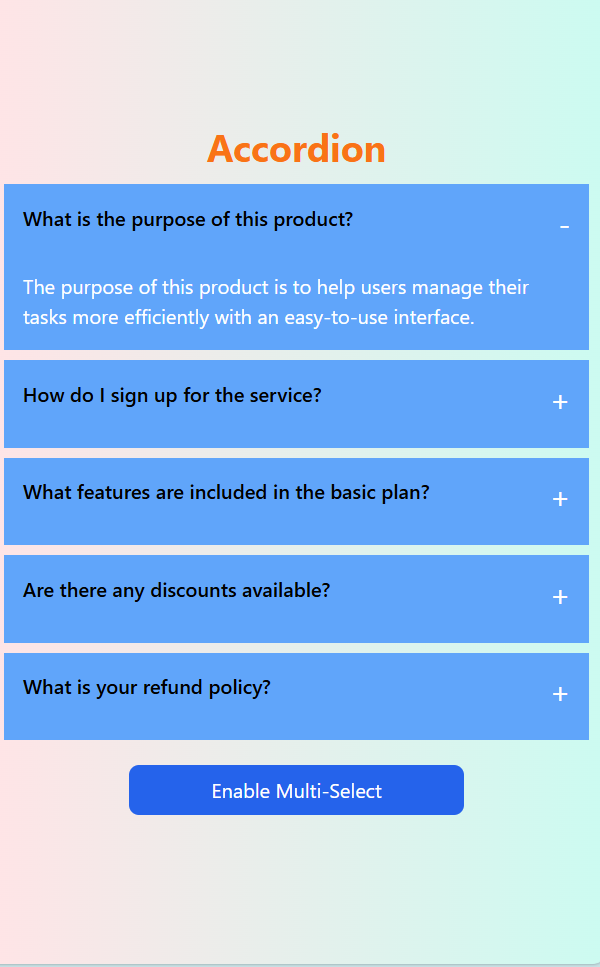 Accordion
What is the purpose of this product?
-
The purpose of this product is to help users manage their
tasks more efficiently with an easy-to-use interface.
How do I sign up for the service?
+
What features are included in the basic plan?
+
Are there any discounts available?
+
What is your refund policy?
+
Enable Multi-Select